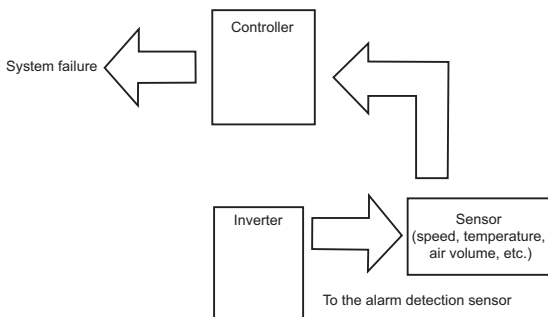 Controller
System failure
Inverter
Sensor
(speed, temperature,
air volume, etc.)
To the alarm detection sensor